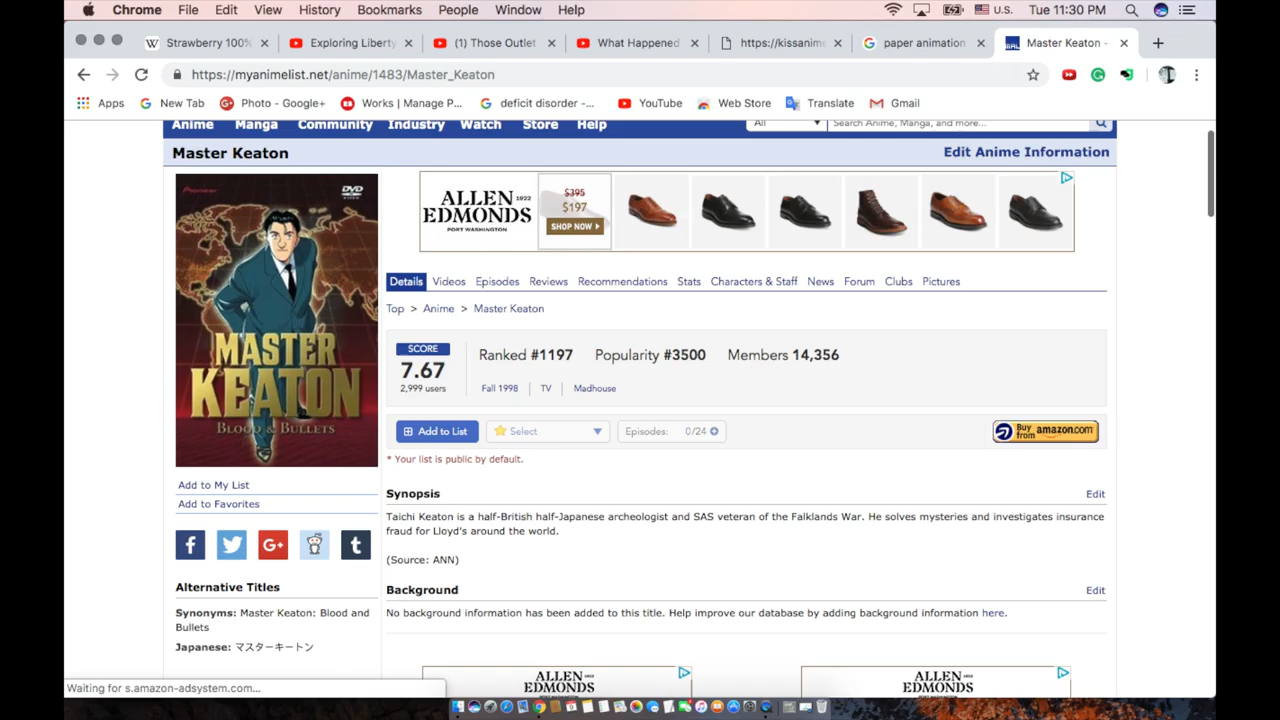 Chrome File Edit View History Bookmarks People Window Help U.S. Tue 11:30 PM
Strawberry 100% Exploring Liberty (1) Those Outlet What Happened https://kissanime. paper animation Master Keaton -
https://myanimelist.net/anime/1483/Master_Keaton
Apps New Tab Photo - Google+ Works | Manage P... deficit disorder -... YouTube Web Store Translate Gmail
Anime Manga Community Industry Watch Store Help All Search Anime, Manga, and more...
Master Keaton Edit Anime Information
Pioneer DVD
MASTER
KEATON
BLOOD & BULLETS
ALLEN EDMONDS 1922
PORT WASHINGTON
$395
$197
SHOP NOW
Details Videos Episodes Reviews Recommendations Stats Characters & Staff News Forum Clubs Pictures
Top > Anime > Master Keaton
SCORE
7.67
2,999 users
Ranked #1197 Popularity #3500 Members 14,356
Fall 1998 | TV | Madhouse
Add to List Select Episodes: 0/24 Buy from amazon.com
* Your list is public by default.
Add to My List
Add to Favorites
Synopsis Edit
Taichi Keaton is a half-British half-Japanese archeologist and SAS veteran of the Falklands War. He solves mysteries and investigates insurance
fraud for Lloyd's around the world.
(Source: ANN)
Alternative Titles
Synonyms: Master Keaton: Blood and
Bullets
Japanese: マスターキートン
Background Edit
No background information has been added to this title. Help improve our database by adding background information here.
ALLEN
EDMONDS
ALLEN
EDMONDS
Waiting for s.amazon-adsystem.com...